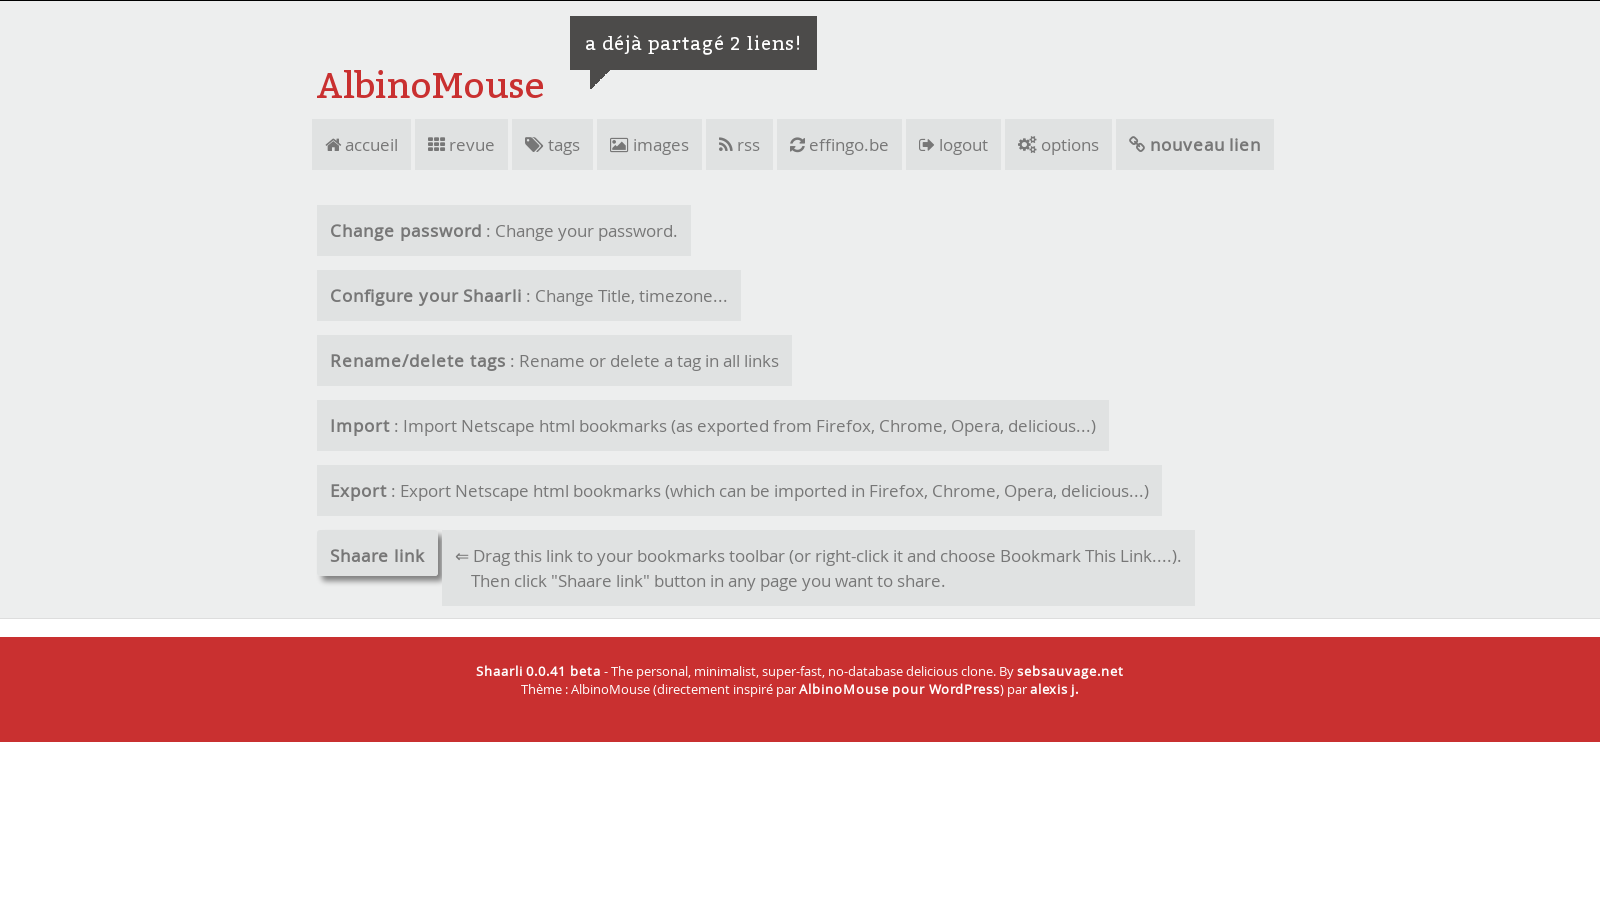 a déjà partagé 2 liens!
AlbinoMouse
accueil revue tags images rss effingo.be logout options nouveau lien
Change password : Change your password.
Configure your Shaarli : Change Title, timezone...
Rename/delete tags : Rename or delete a tag in all links
Import : Import Netscape html bookmarks (as exported from Firefox, Chrome, Opera, delicious...)
Export : Export Netscape html bookmarks (which can be imported in Firefox, Chrome, Opera, delicious...)
Shaare link ⇐ Drag this link to your bookmarks toolbar (or right-click it and choose Bookmark This Link....).
Then click "Shaare link" button in any page you want to share.
Shaarli 0.0.41 beta - The personal, minimalist, super-fast, no-database delicious clone. By sebsauvage.net
Thème : AlbinoMouse (directement inspiré par AlbinoMouse pour WordPress) par alexis j.